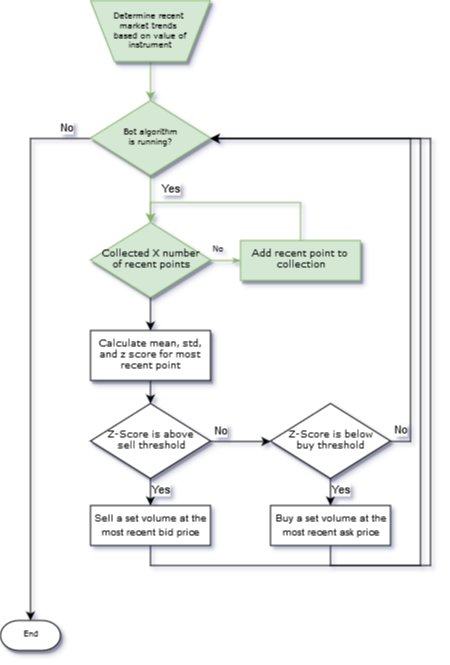 Determine recent
market trends
based on value of
instrument
No
Bot algorithm
is running?
Yes
Collected X number
of recent points
No
Add recent point to
collection
Calculate mean, std,
and z score for most
recent point
Z-Score is above
sell threshold
No
Z-Score is below
buy threshold
No
Yes
Yes
Sell a set volume at the
most recent bid price
Buy a set volume at the
most recent ask price
End